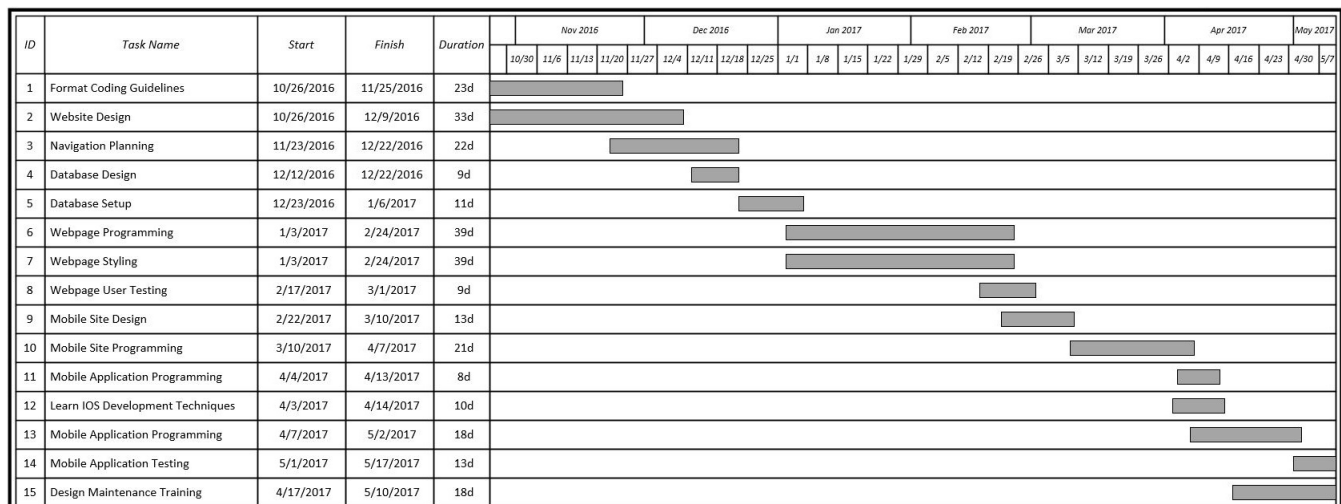 ID Task Name Start Finish Duration Nov 2016 Dec 2016 Jan 2017 Feb 2017 Mar 2017 Apr 2017 May 2017
10/30 11/6 11/13 11/20 11/27 12/4 12/11 12/18 12/25 1/1 1/8 1/15 1/22 1/29 2/5 2/12 2/19 2/26 3/5 3/12 3/19 3/26 4/2 4/9 4/16 4/23 4/30 5/7
1 Format Coding Guidelines 10/26/2016 11/25/2016 23d
2 Website Design 10/26/2016 12/9/2016 33d
3 Navigation Planning 11/23/2016 12/22/2016 22d
4 Database Design 12/12/2016 12/22/2016 9d
5 Database Setup 12/23/2016 1/6/2017 11d
6 Webpage Programming 1/3/2017 2/24/2017 39d
7 Webpage Styling 1/3/2017 2/24/2017 39d
8 Webpage User Testing 2/17/2017 3/1/2017 9d
9 Mobile Site Design 2/22/2017 3/10/2017 13d
10 Mobile Site Programming 3/10/2017 4/7/2017 21d
11 Mobile Application Programming 4/4/2017 4/13/2017 8d
12 Learn IOS Development Techniques 4/3/2017 4/14/2017 10d
13 Mobile Application Programming 4/7/2017 5/2/2017 18d
14 Mobile Application Testing 5/1/2017 5/17/2017 13d
15 Design Maintenance Training 4/17/2017 5/10/2017 18d